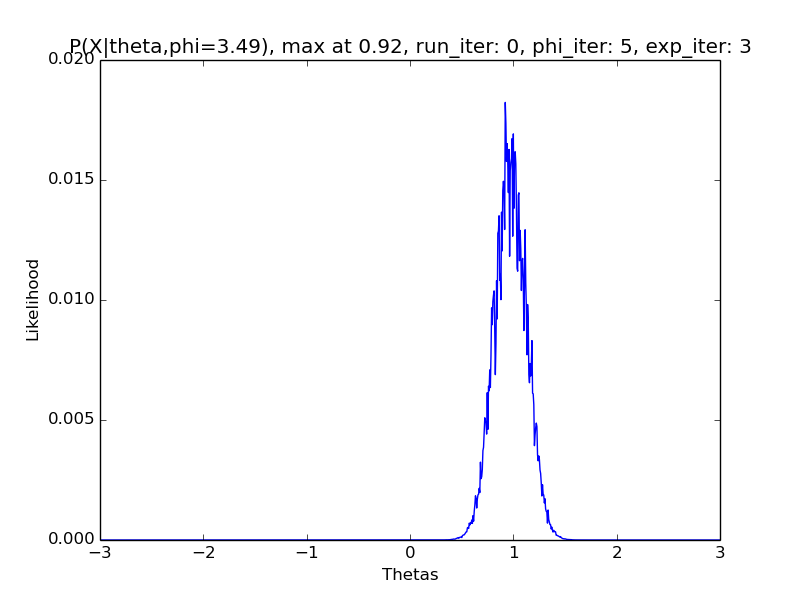 P(X|theta,phi=3.49), max at 0.92, run_iter: 0, phi_iter: 5, exp_iter: 3
0.020
0.015
0.010
0.005
0.000
Likelihood
−3 −2 −1 0 1 2 3
Thetas